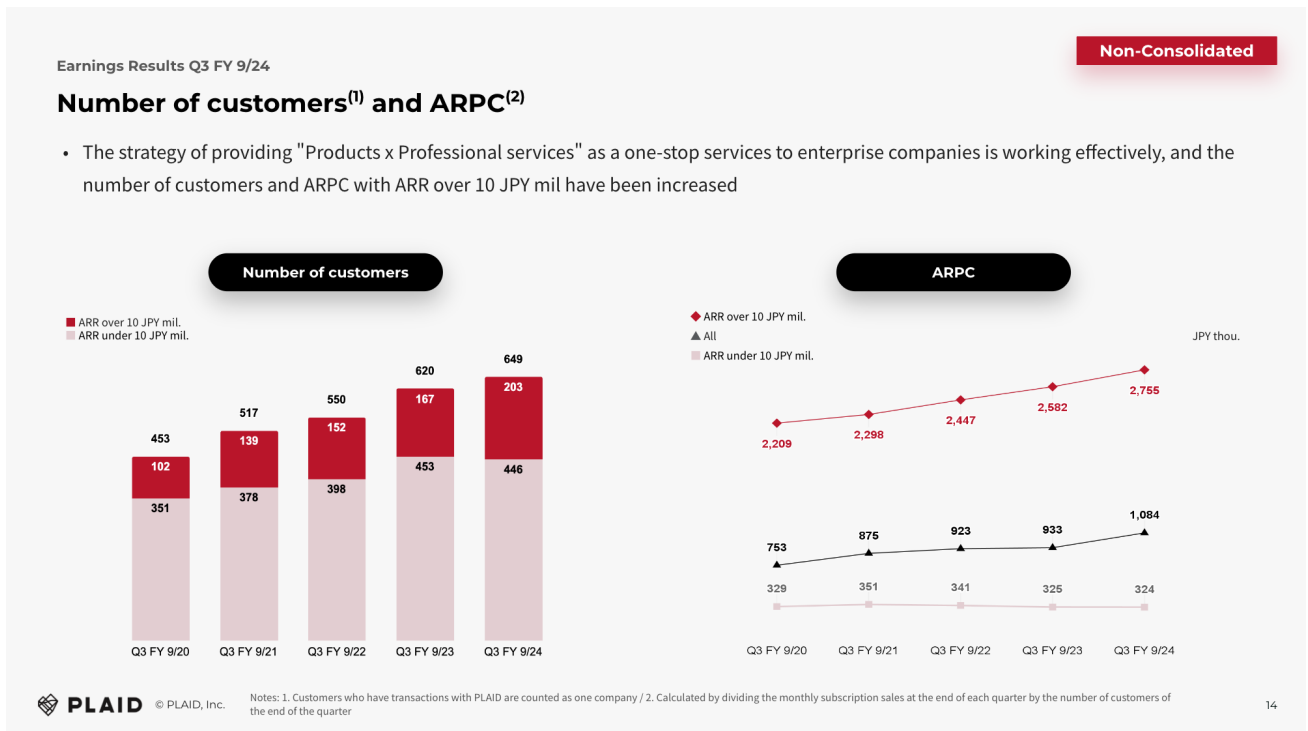 Non-Consolidated
Earnings Results Q3 FY 9/24
Number of customers(1) and ARPC(2)
• The strategy of providing "Products x Professional services" as a one-stop services to enterprise companies is working effectively, and the
number of customers and ARPC with ARR over 10 JPY mil have been increased
Number of customers
ARR over 10 JPY mil.
ARR under 10 JPY mil.
453
517
550
620
649
102
139
152
167
203
351
378
398
453
446
Q3 FY 9/20
Q3 FY 9/21
Q3 FY 9/22
Q3 FY 9/23
Q3 FY 9/24
ARPC
ARR over 10 JPY mil.
All
ARR under 10 JPY mil.
JPY thou.
2,209
2,298
2,447
2,582
2,755
753
875
923
933
1,084
329
351
341
325
324
Q3 FY 9/20
Q3 FY 9/21
Q3 FY 9/22
Q3 FY 9/23
Q3 FY 9/24
PLAID
© PLAID, Inc.
Notes: 1. Customers who have transactions with PLAID are counted as one company / 2. Calculated by dividing the monthly subscription sales at the end of each quarter by the number of customers of
the end of the quarter
14